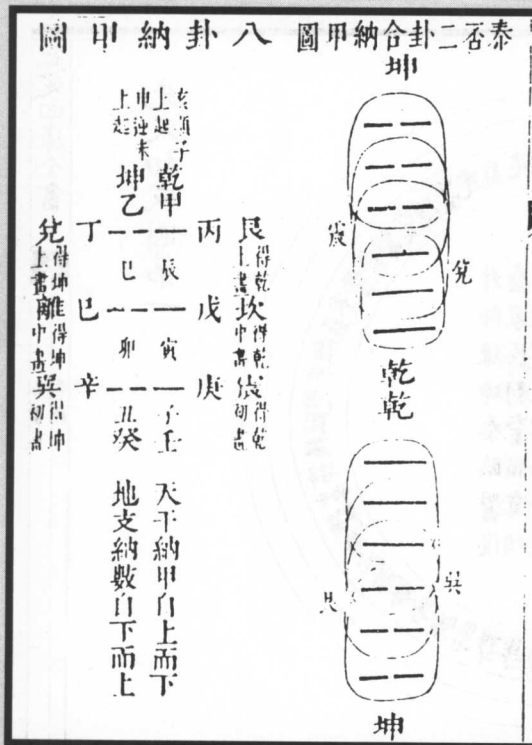 泰否二卦合納甲圖
坤
震
兌
乾
乾
巽
艮
坤
八卦納甲圖
艮得乾上畫
坎得乾中畫
震得乾初畫
丙
戊
庚
乾甲
辰
寅
子壬
天干納甲自上而下
上起
坤乙
巳
卯
丑癸
地支納數自下而上
丁
巳
辛
兌得坤上畫
離得坤中畫
巽得坤初畫